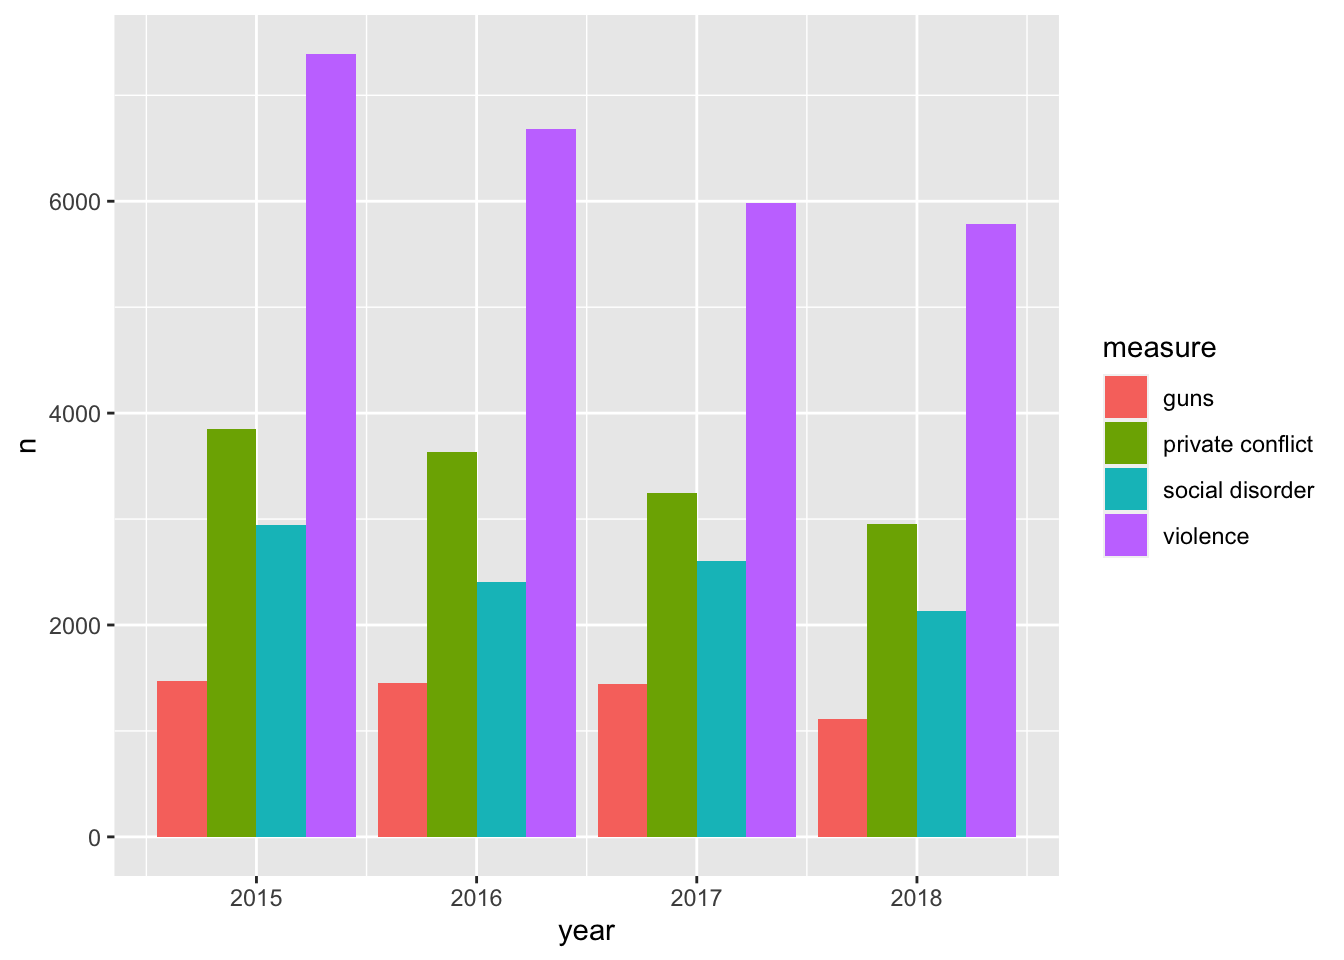 n
6000
4000
2000
0
2015 2016 2017 2018
year
measure
guns
private conflict
social disorder
violence